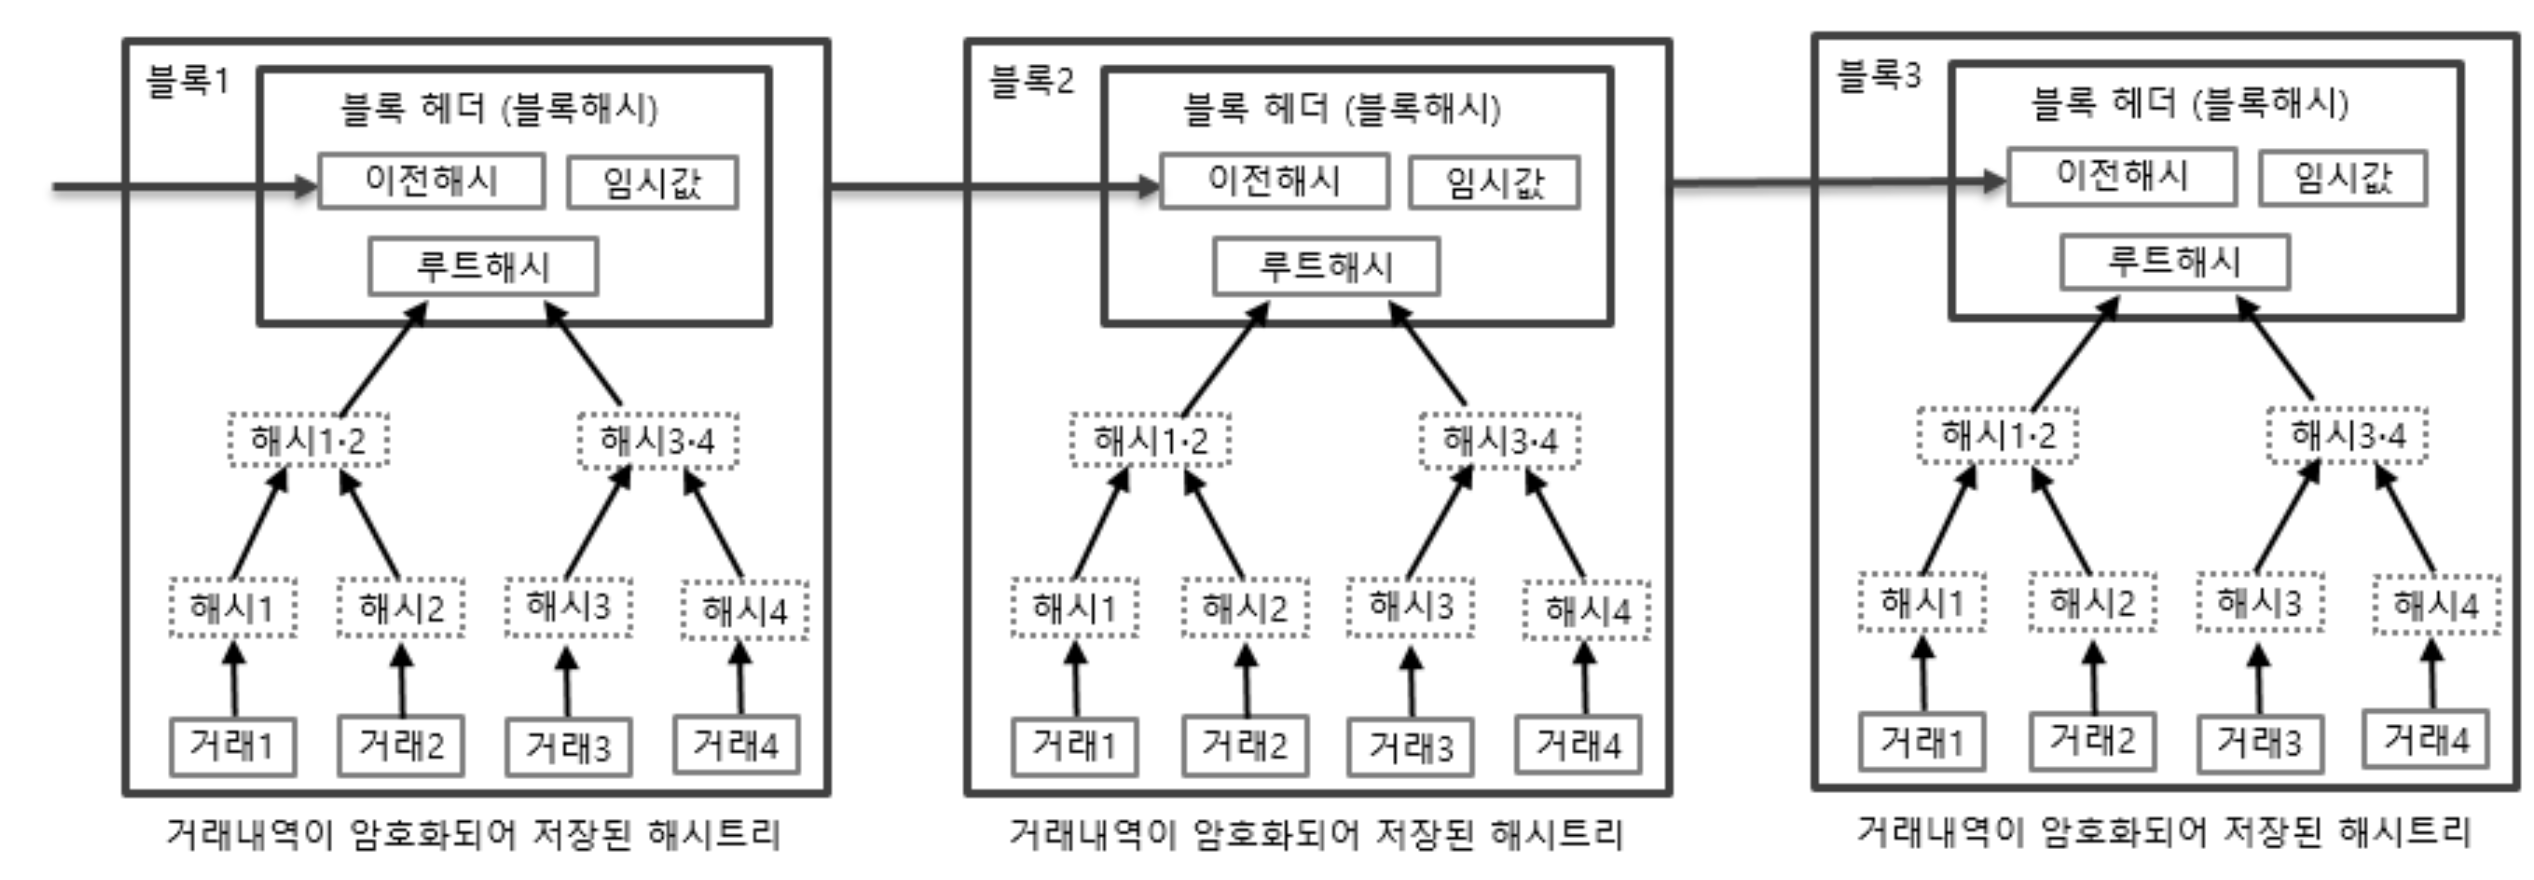 블록1
블록 헤더 (블록해시)
이전해시
임시값
루트해시
해시1·2
해시3·4
해시1
해시2
해시3
해시4
거래1
거래2
거래3
거래4
거래내역이 암호화되어 저장된 해시트리
블록2
블록 헤더 (블록해시)
이전해시
임시값
루트해시
해시1·2
해시3·4
해시1
해시2
해시3
해시4
거래1
거래2
거래3
거래4
거래내역이 암호화되어 저장된 해시트리
블록3
블록 헤더 (블록해시)
이전해시
임시값
루트해시
해시1·2
해시3·4
해시1
해시2
해시3
해시4
거래1
거래2
거래3
거래4
거래내역이 암호화되어 저장된 해시트리